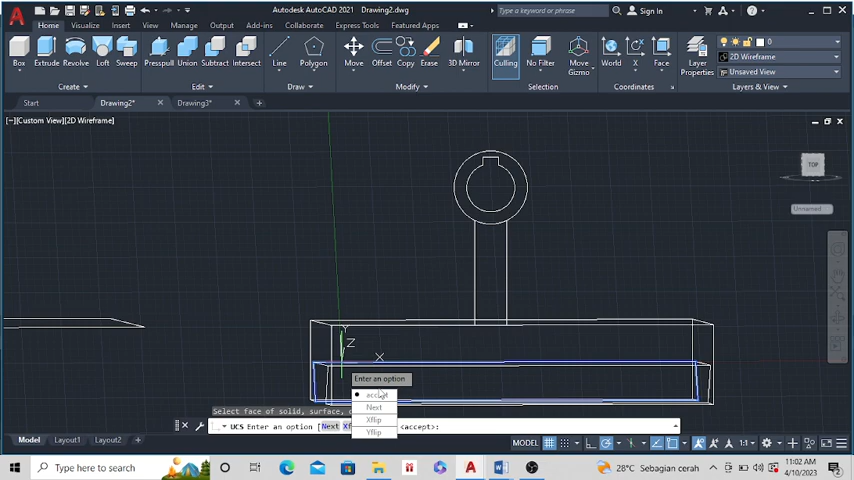 Autodesk AutoCAD 2021 Drawing2.dwg
Type a keyword or phrase
Sign In
Home Visualize Insert View Manage Output Add-ins Collaborate Express Tools Featured Apps
Box Extrude Revolve Loft Sweep Presspull Union Subtract Intersect Line Polygon Move Offset Copy Erase 3D Mirror Culling No Filter Move Gizmo World X Face Layer Properties
0
2D Wireframe
Unsaved View
Create Edit Draw Modify Selection Coordinates Layers & View
Start Drawing2* Drawing3*
[−][Custom View][2D Wireframe]
TOP
Unnamed
Y
Z
X
Enter an option
accept
Next
Xflip
Yflip
Select face of solid, surface,
UCS Enter an option [Next Xf <accept>:
Model Layout1 Layout2
MODEL 1:1
Type here to search
28°C Sebagian cerah
11:02 AM
4/10/2023